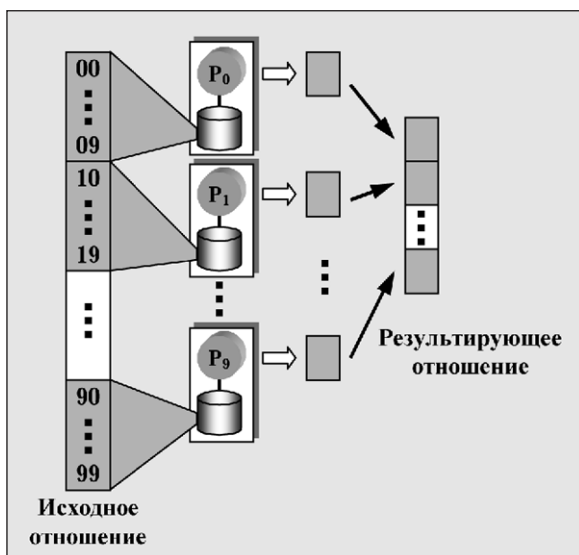 00
09
10
19
90
99
P0
P1
P9
Исходное
отношение
Результирующее
отношение